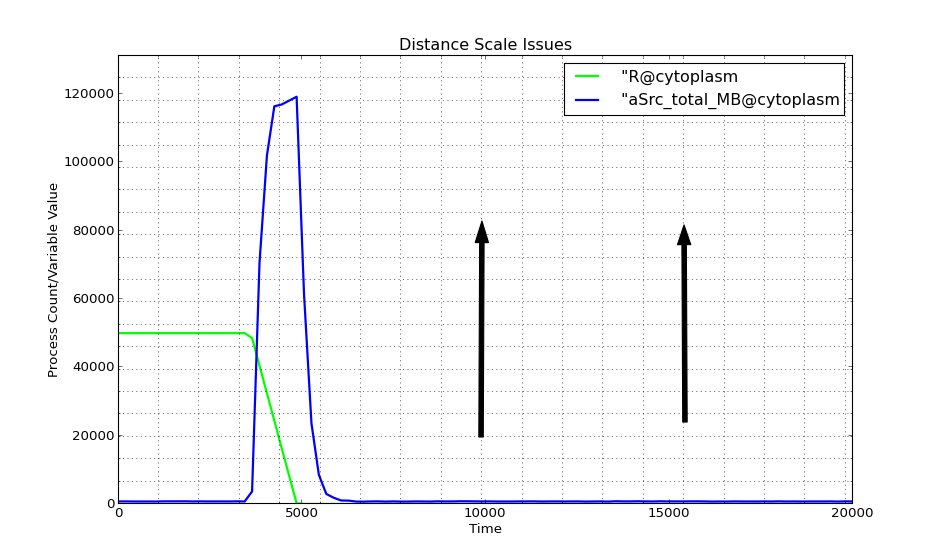 Distance Scale Issues
"R@cytoplasm
"aSrc_total_MB@cytoplasm
Process Count/Variable Value
120000
100000
80000
60000
40000
20000
0
0 5000 10000 15000 20000
Time